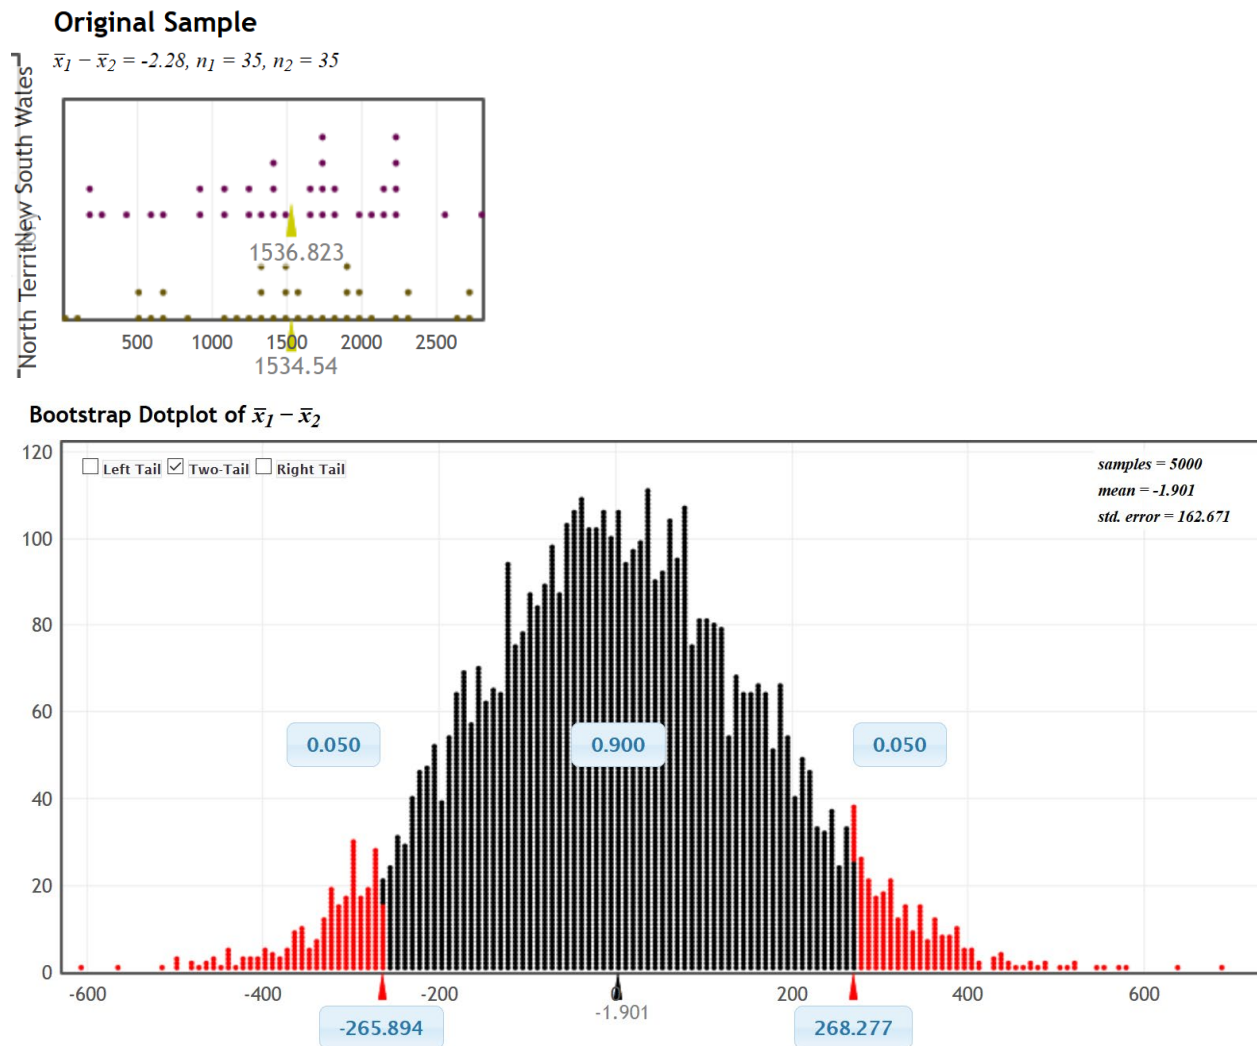 Original Sample
x̄1 − x̄2 = -2.28, n1 = 35, n2 = 35
New South Wales
North Territ
1536.823
500 1000 1500 2000 2500
1534.54
Bootstrap Dotplot of x̄1 − x̄2
120
Left Tail Two-Tail Right Tail
samples = 5000
mean = -1.901
std. error = 162.671
100
80
60
0.050 0.900 0.050
40
20
0
-600 -400 -200 0 200 400 600
-1.901
-265.894 268.277